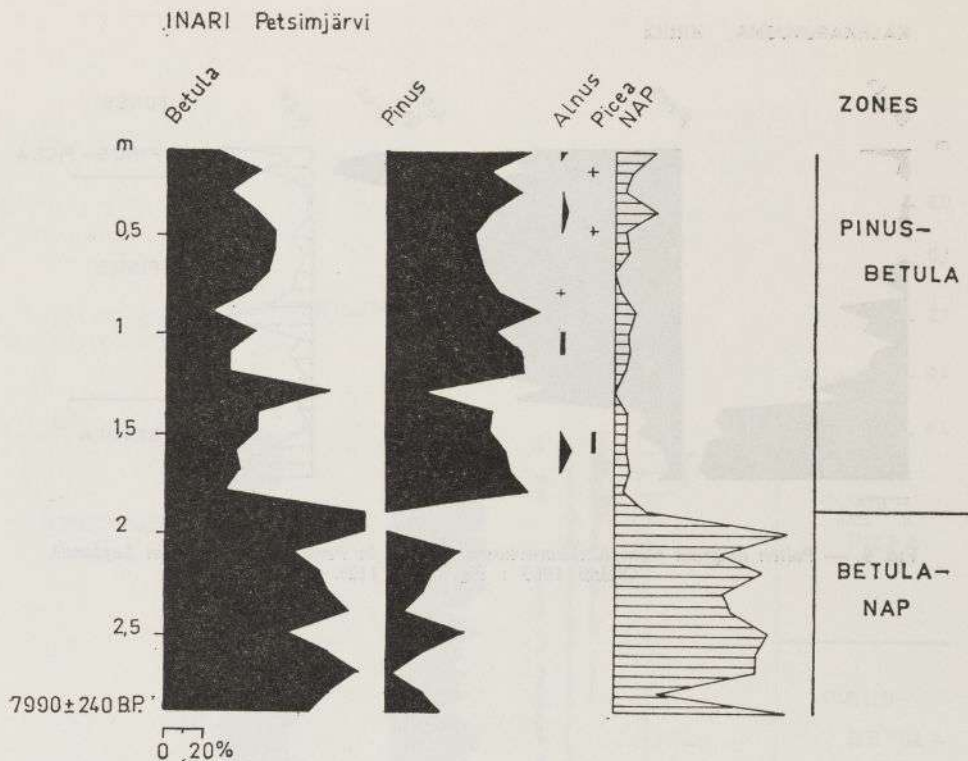 INARI Petsimjärvi
Betula
Pinus
Alnus
Picea
NAP
ZONES
m
0,5
1
1,5
2
2,5
7990±240 B.P.
0 20%
PINUS–
BETULA
BETULA–
NAP